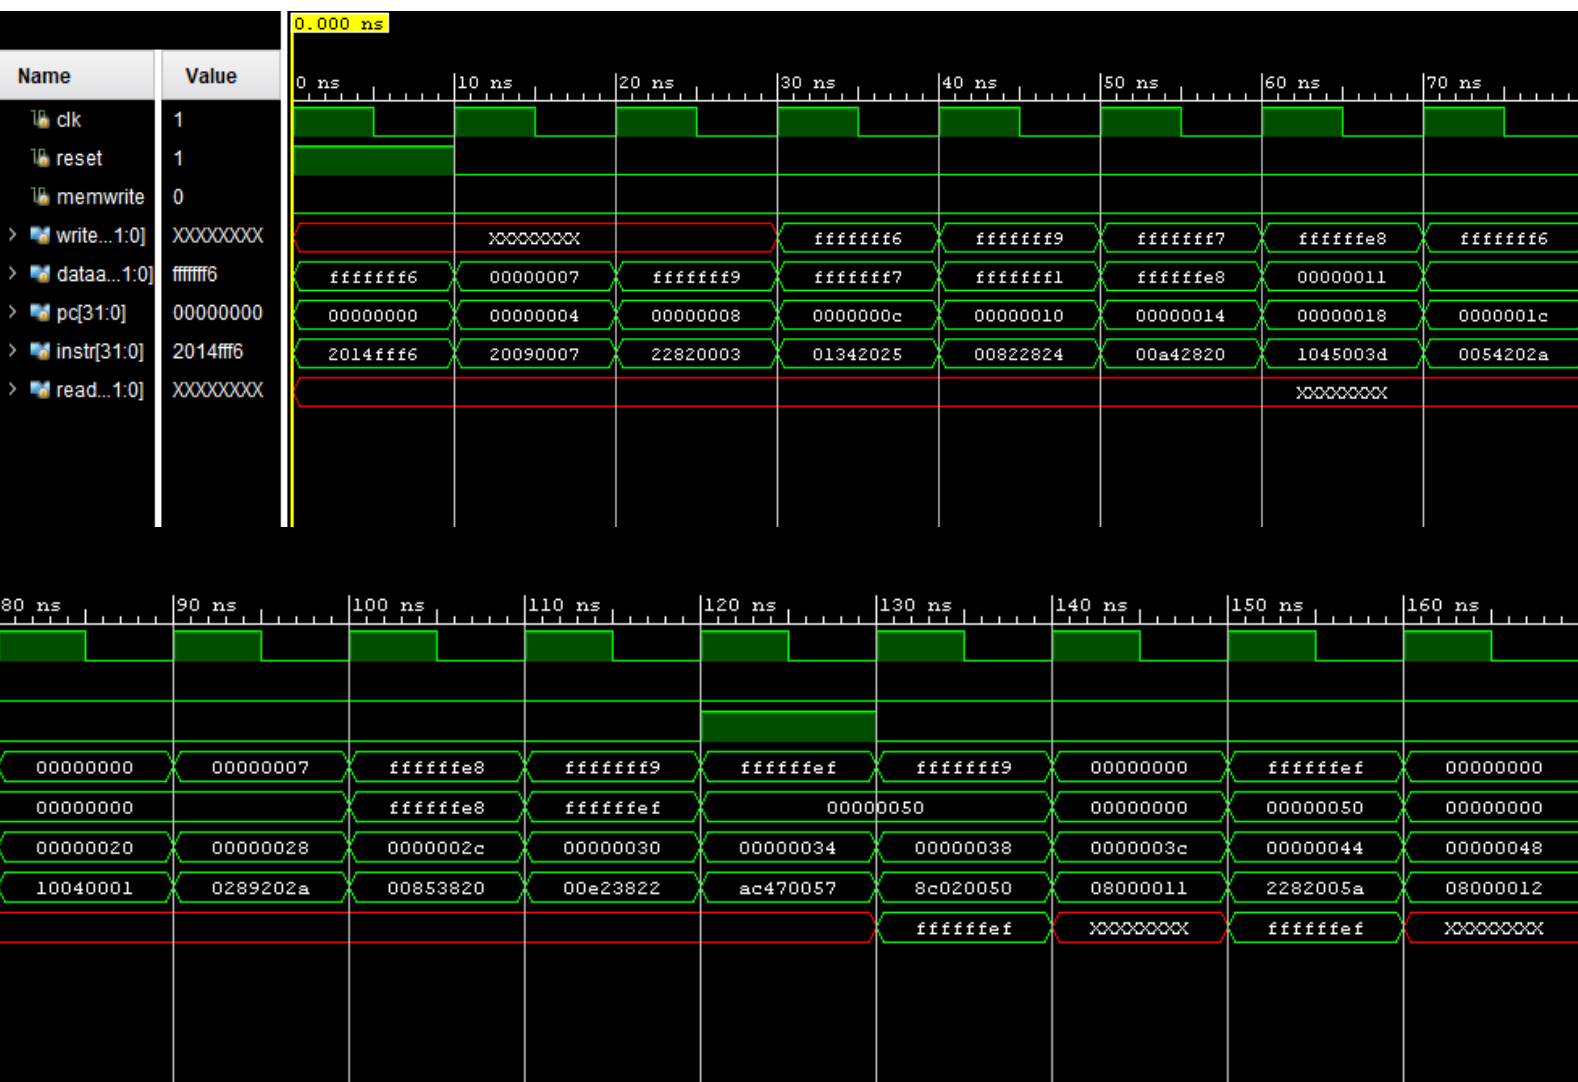 0.000 ns
Name Value 0 ns 10 ns 20 ns 30 ns 40 ns 50 ns 60 ns 70 ns
clk 1
reset 1
memwrite 0
write...1:0] XXXXXXXX XXXXXXXX fffffff6 fffffff9 fffffff7 ffffffe8 fffffff6
dataa...1:0] fffffff6 fffffff6 00000007 fffffff9 fffffff7 fffffff1 ffffffe8 00000011
pc[31:0] 00000000 00000000 00000004 00000008 0000000c 00000010 00000014 00000018 0000001c
instr[31:0] 2014fff6 2014fff6 20090007 22820003 01342025 00822824 00a42820 1045003d 0054202a
read...1:0] XXXXXXXX XXXXXXXX
80 ns 90 ns 100 ns 110 ns 120 ns 130 ns 140 ns 150 ns 160 ns
00000000 00000007 ffffffe8 fffffff9 ffffffef fffffff9 00000000 ffffffef 00000000
00000000 ffffffe8 ffffffef 00000050 00000000 00000050 00000000
00000020 00000028 0000002c 00000030 00000034 00000038 0000003c 00000044 00000048
10040001 0289202a 00853820 00e23822 ac470057 8c020050 08000011 2282005a 08000012
ffffffef XXXXXXXX ffffffef XXXXXXXX